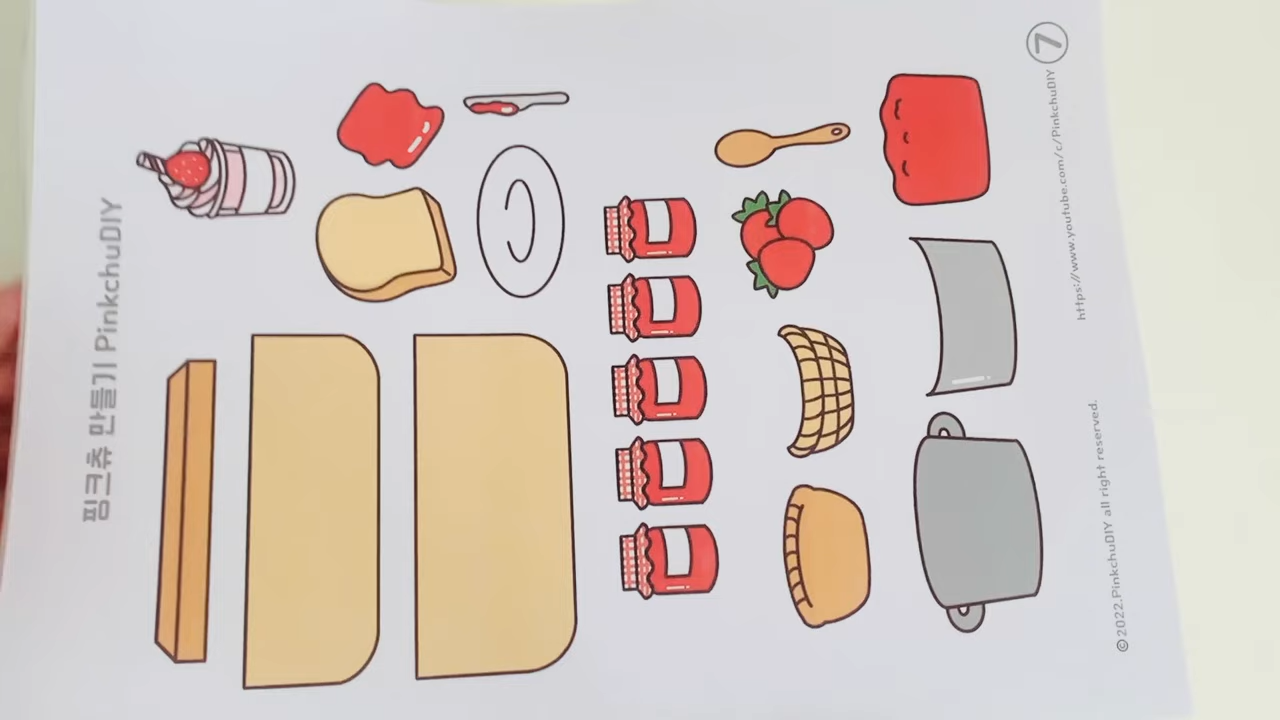 핑크츄 만들기 PinkchuDIY
7
https://www.youtube.com/c/PinkchuDIY
©2022.PinkchuDIY all right reserved.